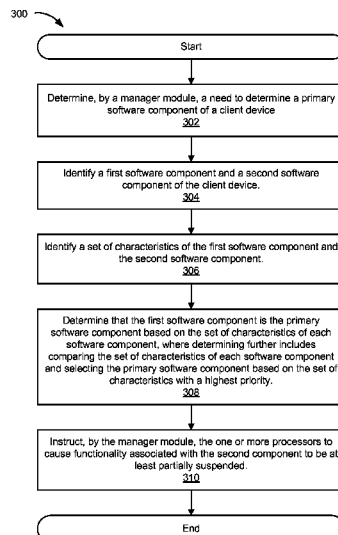 300
Start
Determine, by a manager module, a need to determine a primary
software component of a client device
302
Identify a first software component and a second software
component of the client device.
304
Identify a set of characteristics of the first software component and
the second software component.
306
Determine that the first software component is the primary
software component based on the set of characteristics of each
software component, where determining further includes
comparing the set of characteristics of each software component
and selecting the primary software component based on the set of
characteristics with a highest priority.
308
Instruct, by the manager module, the one or more processors to
cause functionality associated with the second component to be at
least partially suspended.
310
End